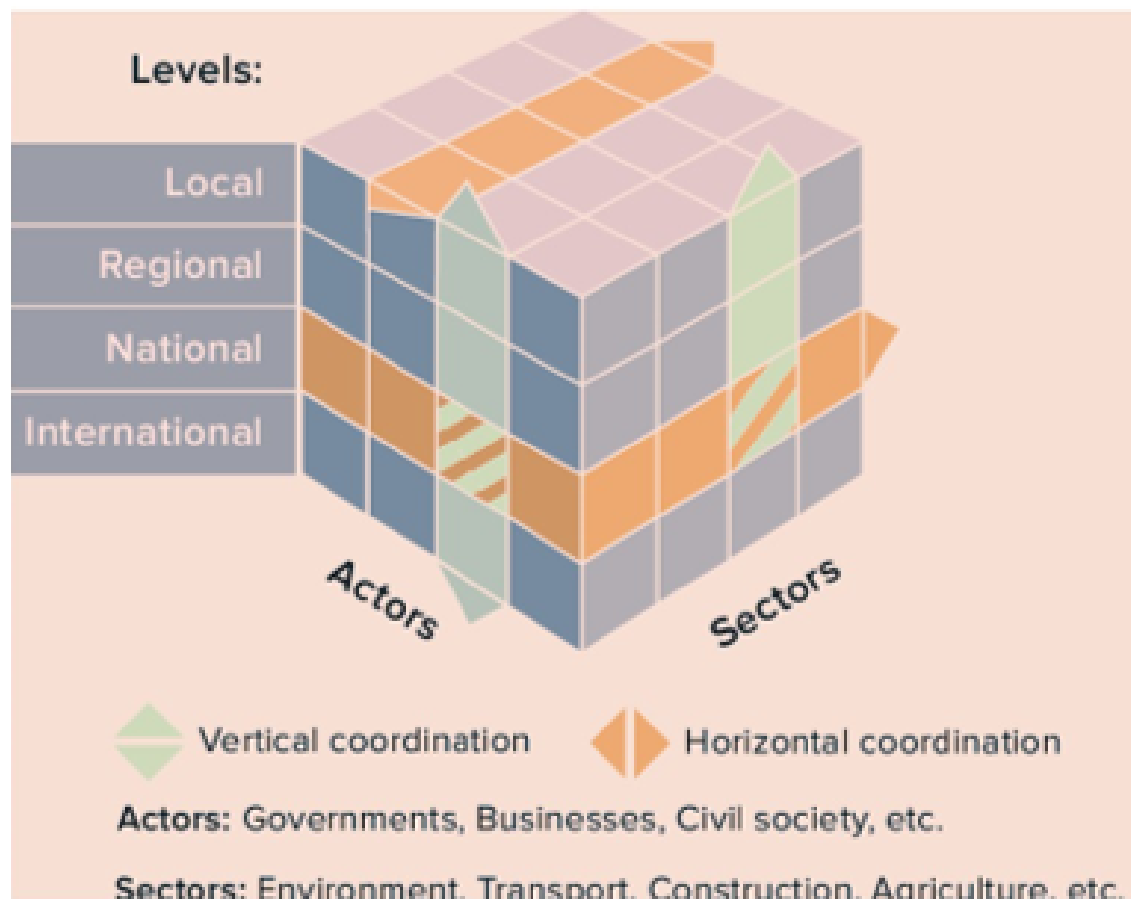 Levels:
Local
Regional
National
International
Actors
Sectors
Vertical coordination
Horizontal coordination
Actors: Governments, Businesses, Civil society, etc.
Sectors: Environment, Transport, Construction, Agriculture, etc.